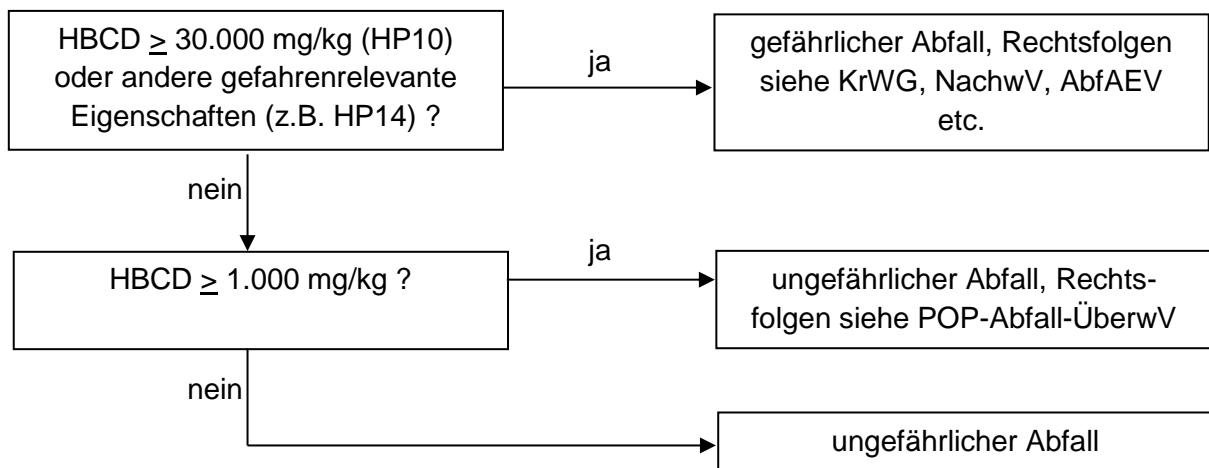 HBCD ≥ 30.000 mg/kg (HP10)
oder andere gefahrenrelevante
Eigenschaften (z.B. HP14) ?
ja
gefährlicher Abfall, Rechtsfolgen
siehe KrWG, NachwV, AbfAEV
etc.
nein
HBCD ≥ 1.000 mg/kg ?
ja
ungefährlicher Abfall, Rechts-
folgen siehe POP-Abfall-ÜberwV
nein
ungefährlicher Abfall